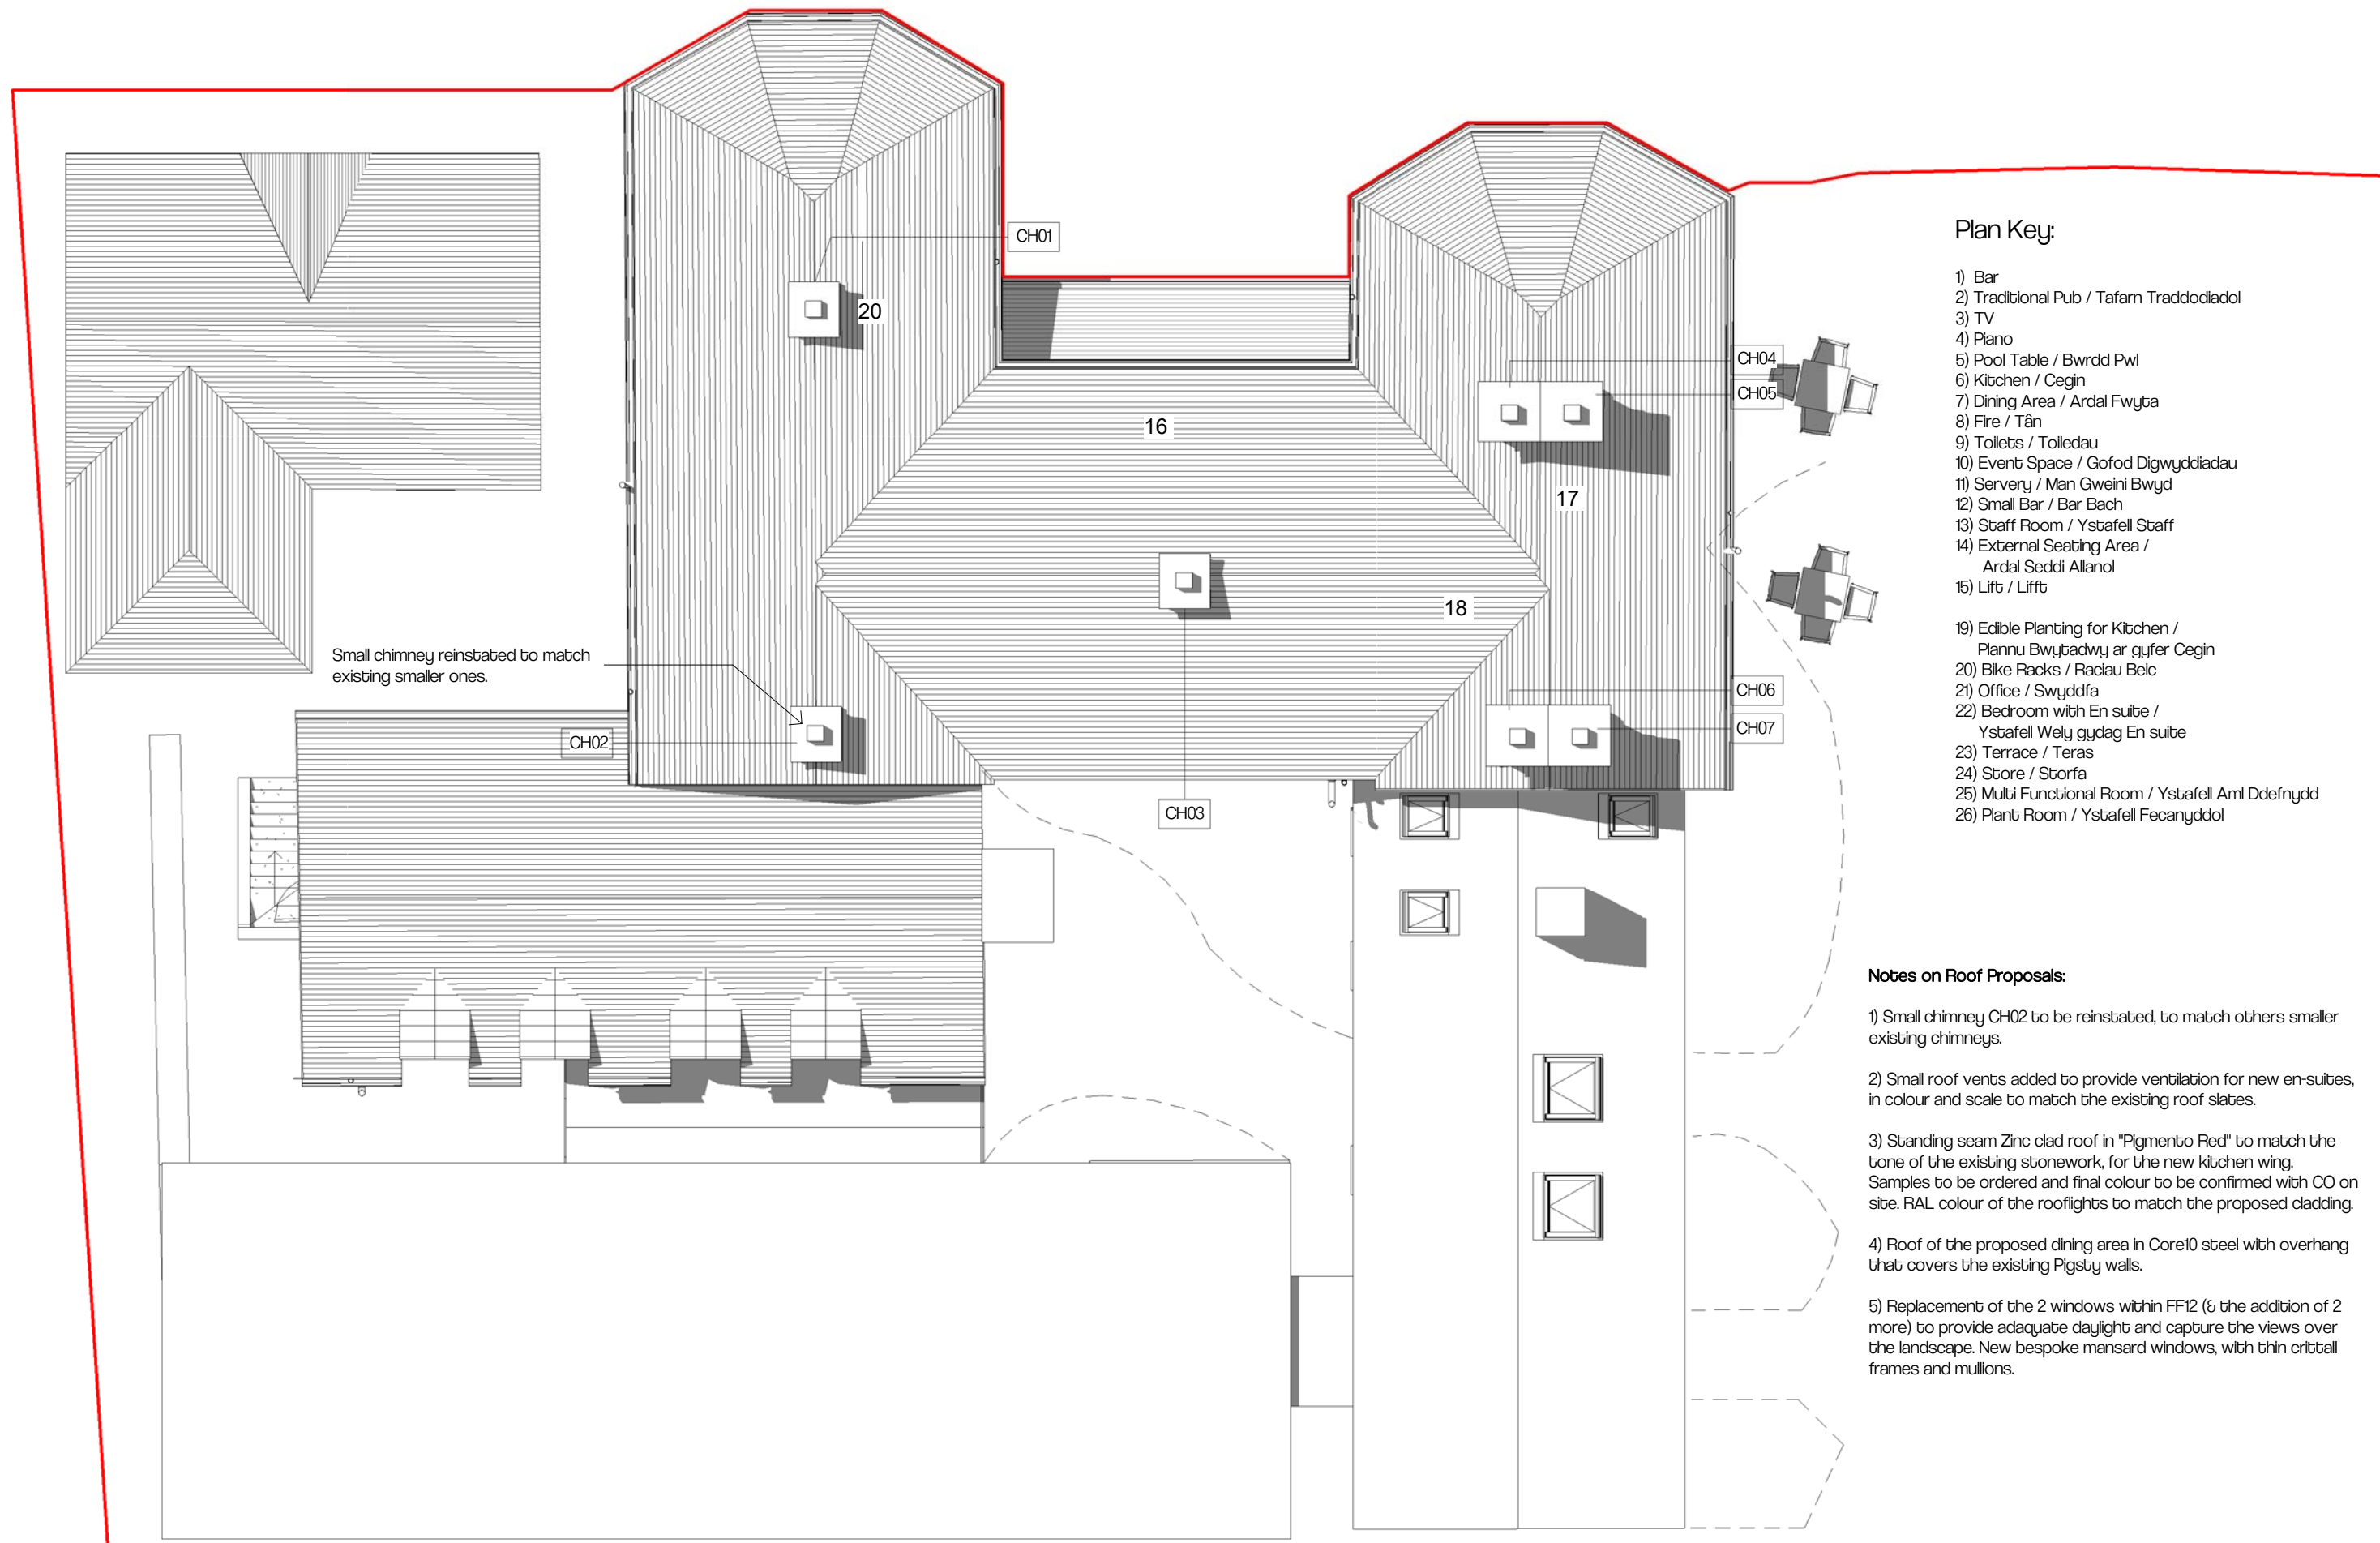 CH01
20
16
CH04
CH05
17
18
Small chimney reinstated to match
existing smaller ones.
CH02
CH06
CH07
CH03
Plan Key:
1) Bar
2) Traditional Pub / Tafarn Traddodiadol
3) TV
4) Piano
5) Pool Table / Bwrdd Pwl
6) Kitchen / Cegin
7) Dining Area / Ardal Fwyta
8) Fire / Tân
9) Toilets / Toiledau
10) Event Space / Gofod Digwyddiadau
11) Servery / Man Gweini Bwyd
12) Small Bar / Bar Bach
13) Staff Room / Ystafell Staff
14) External Seating Area /
Ardal Seddi Allanol
15) Lift / Lifft
19) Edible Planting for Kitchen /
Plannu Bwytadwy ar gyfer Cegin
20) Bike Racks / Raciau Beic
21) Office / Swyddfa
22) Bedroom with En suite /
Ystafell Wely gydag En suite
23) Terrace / Teras
24) Store / Storfa
25) Multi Functional Room / Ystafell Aml Ddefnydd
26) Plant Room / Ystafell Fecanyddol
Notes on Roof Proposals:
1) Small chimney CH02 to be reinstated, to match others smaller
existing chimneys.
2) Small roof vents added to provide ventilation for new en-suites,
in colour and scale to match the existing roof slates.
3) Standing seam Zinc clad roof in "Pigmento Red" to match the
tone of the existing stonework, for the new kitchen wing.
Samples to be ordered and final colour to be confirmed with CO on
site. RAL colour of the rooflights to match the proposed cladding.
4) Roof of the proposed dining area in Core10 steel with overhang
that covers the existing Pigsty walls.
5) Replacement of the 2 windows within FF12 (& the addition of 2
more) to provide adaquate daylight and capture the views over
the landscape. New bespoke mansard windows, with thin crittall
frames and mullions.